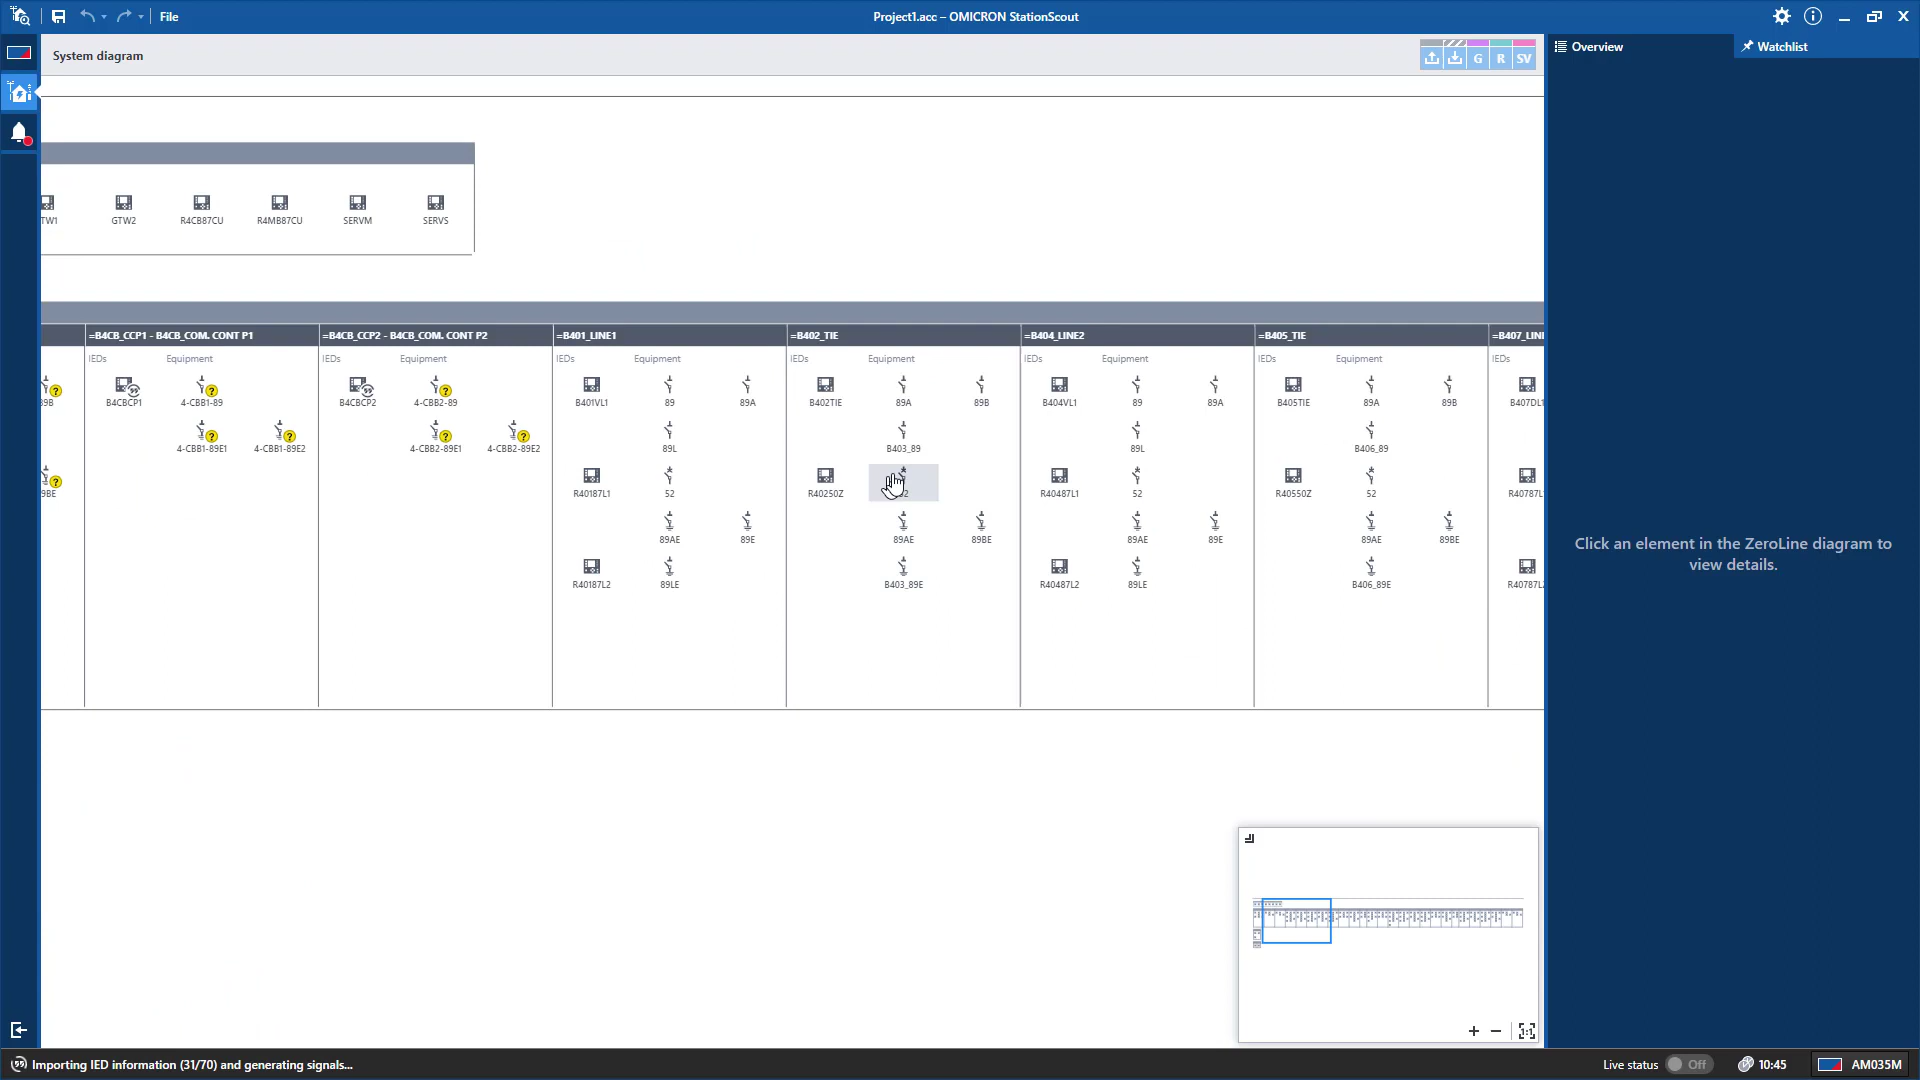 File
Project1.acc – OMICRON StationScout
System diagram
G R SV
Overview
Watchlist
TW1 GTW2 R4CB87CU R4MB87CU SERVM SERVS
=B4CB_CCP1 - B4CB_COM. CONT P1 =B4CB_CCP2 - B4CB_COM. CONT P2 =B401_LINE1 =B402_TIE =B404_LINE2 =B405_TIE =B407_LIN
IEDs Equipment IEDs Equipment IEDs Equipment IEDs Equipment IEDs Equipment IEDs Equipment IEDs
89B B4CBCP1 4-CBB1-89 B4CBCP2 4-CBB2-89 B401VL1 89 89A B402TIE 89A 89B B404VL1 89 89A B405TIE 89A 89B B407DL1
4-CBB1-89E1 4-CBB1-89E2 4-CBB2-89E1 4-CBB2-89E2 89L B403_89 89L B406_89
9BE R40187L1 52 R40250Z R40487L1 52 R40550Z 52 R40787L
89AE 89E 89AE 89BE 89AE 89E 89AE 89BE
R40187L2 89LE B403_89E R40487L2 89LE B406_89E R40787L
Click an element in the ZeroLine diagram to
view details.
Importing IED information (31/70) and generating signals...
Live status Off 10:45 AM035M